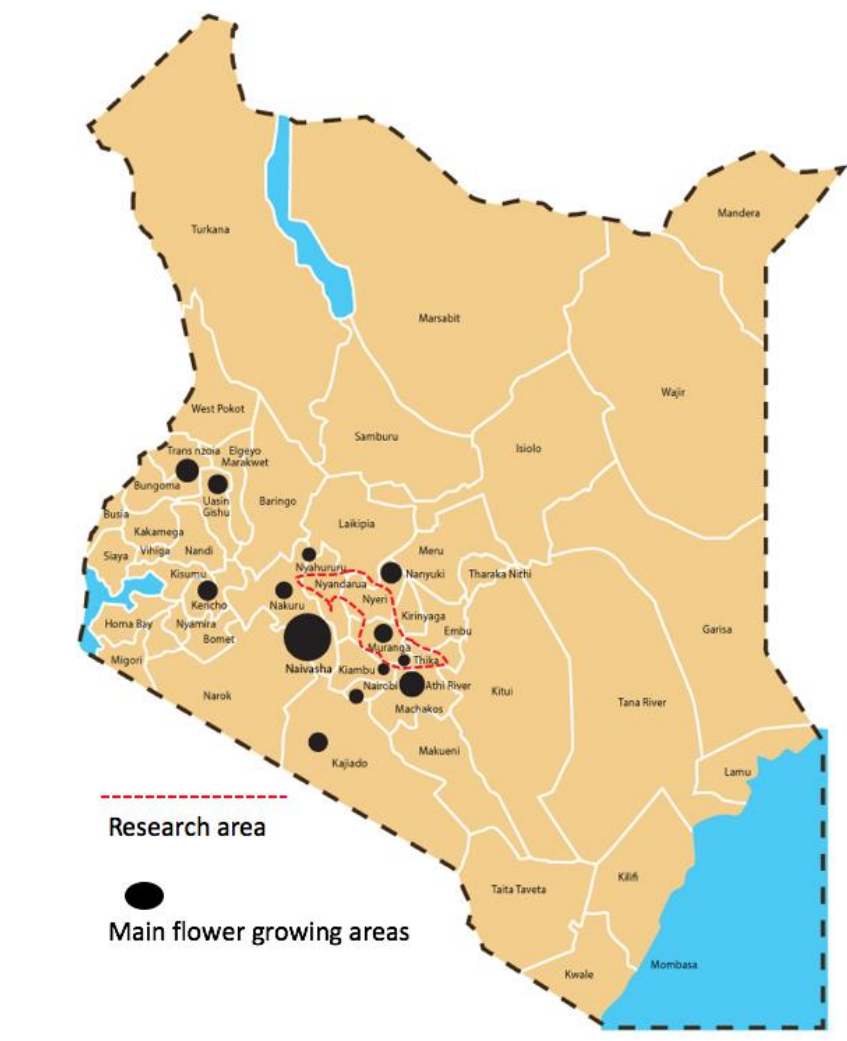 Mandera
Turkana
Marsabit
Wajir
West Pokot
Samburu
Isiolo
Trans nzoia
Elgeyo
Marakwet
Bungoma
Uasin
Gishu
Baringo
Busia
Laikipia
Kakamega
Siaya
Vihiga
Nandi
Meru
Nyahururu
Kisumu
Nyandarua
Nanyuki
Tharaka Nithi
Kericho
Nakuru
Nyeri
Homa Bay
Nyamira
Kirinyaga
Bomet
Embu
Garisa
Muranga
Migori
Naivasha
Kiambu
Thika
Narok
Nairobi
Athi River
Kitui
Machakos
Tana River
Makueni
Kajiado
Lamu
Research area
Kilifi
Taita Taveta
Main flower growing areas
Mombasa
Kwale